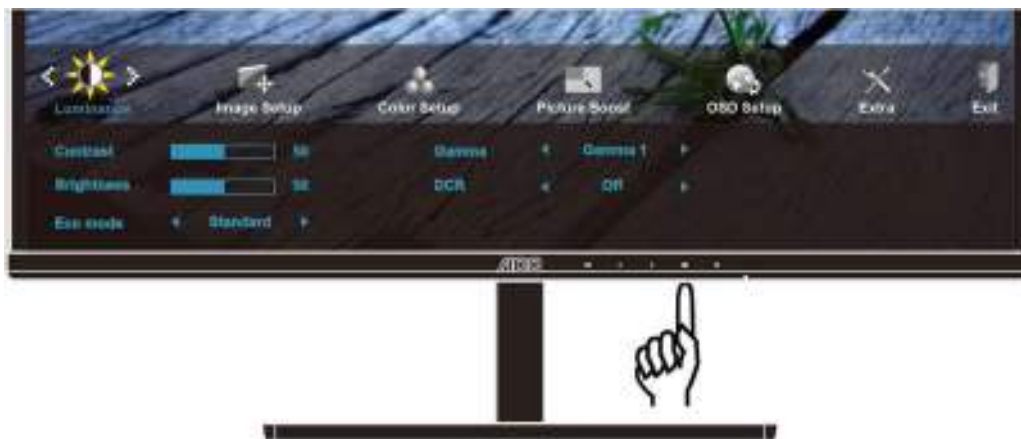 Luminance
Image Setup
Color Setup
Picture Boost
OSD Setup
Extra
Exit
Contrast 50 Gamma Gamma 1
Brightness 50 DCR Off
Eco mode Standard
AOC